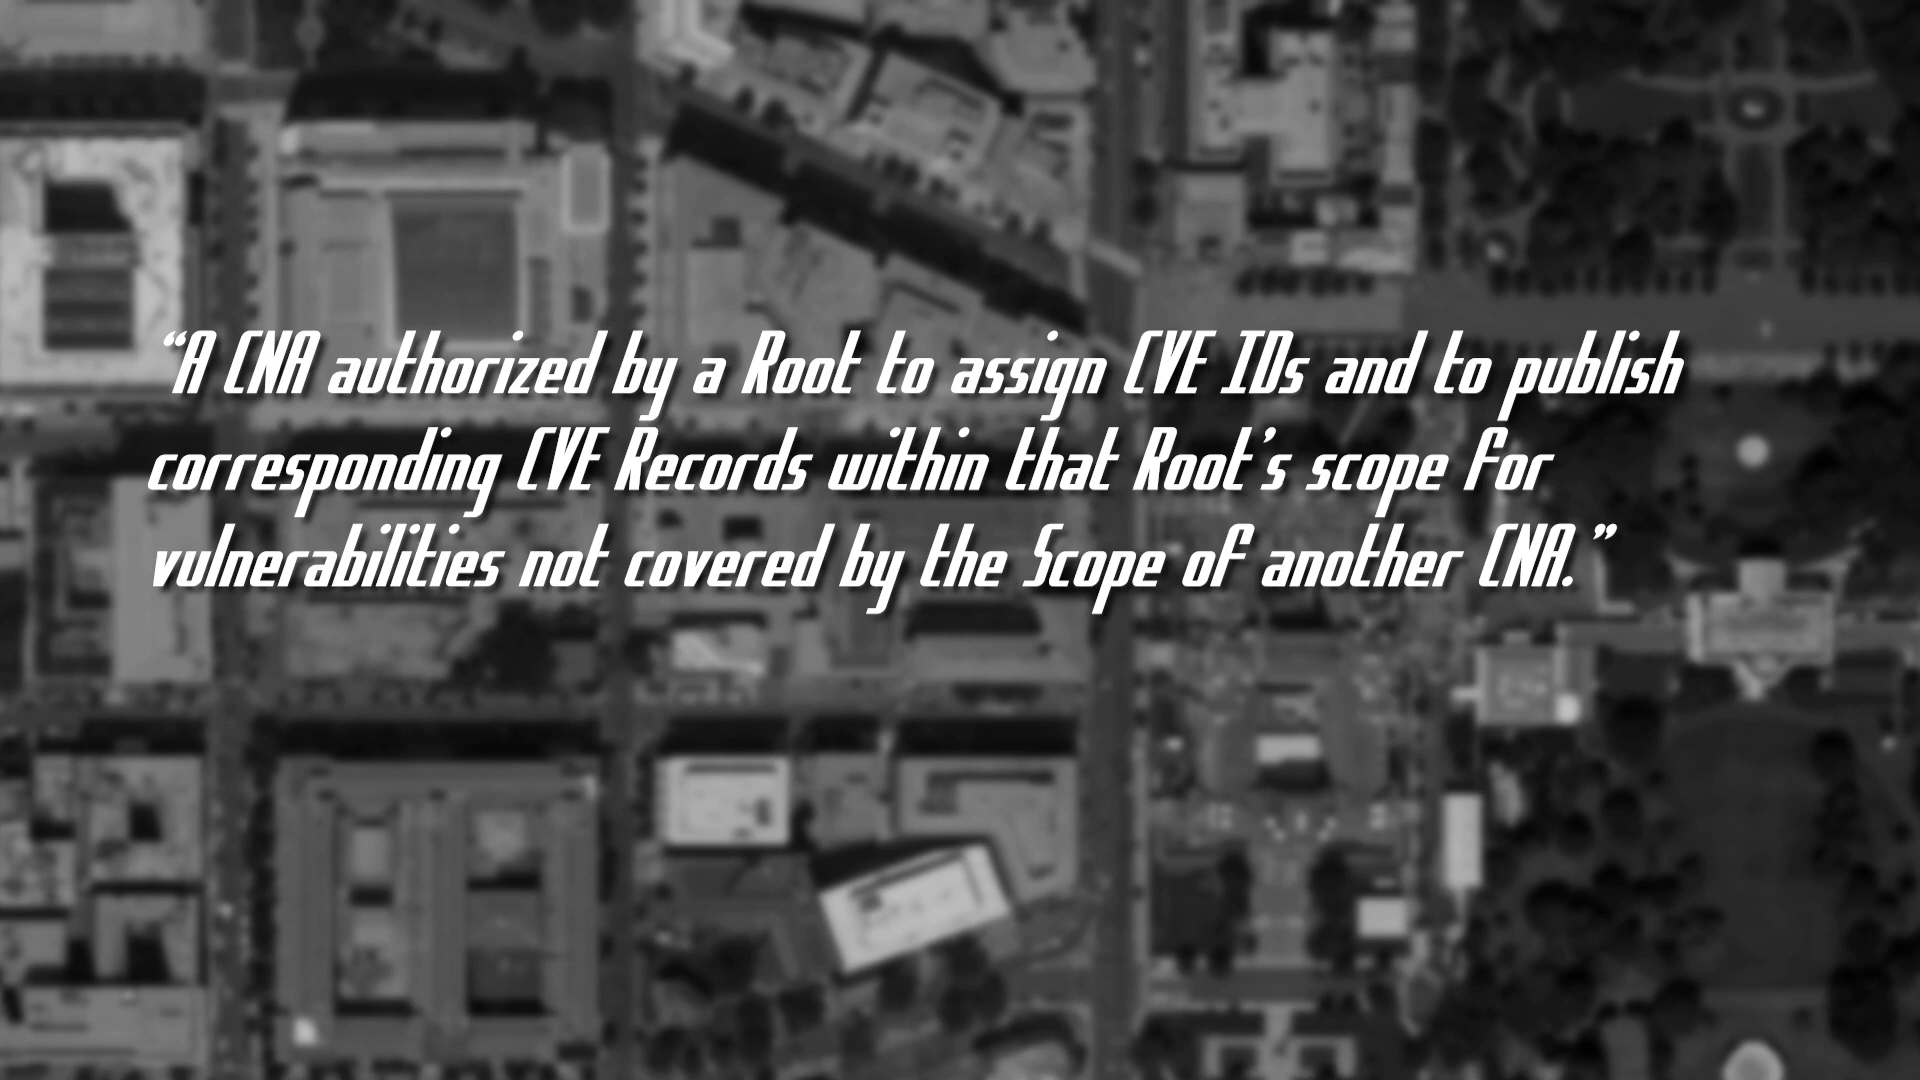 “A CNA authorized by a Root to assign CVE IDs and to publish
corresponding CVE Records within that Root’s scope for
vulnerabilities not covered by the Scope of another CNA.”